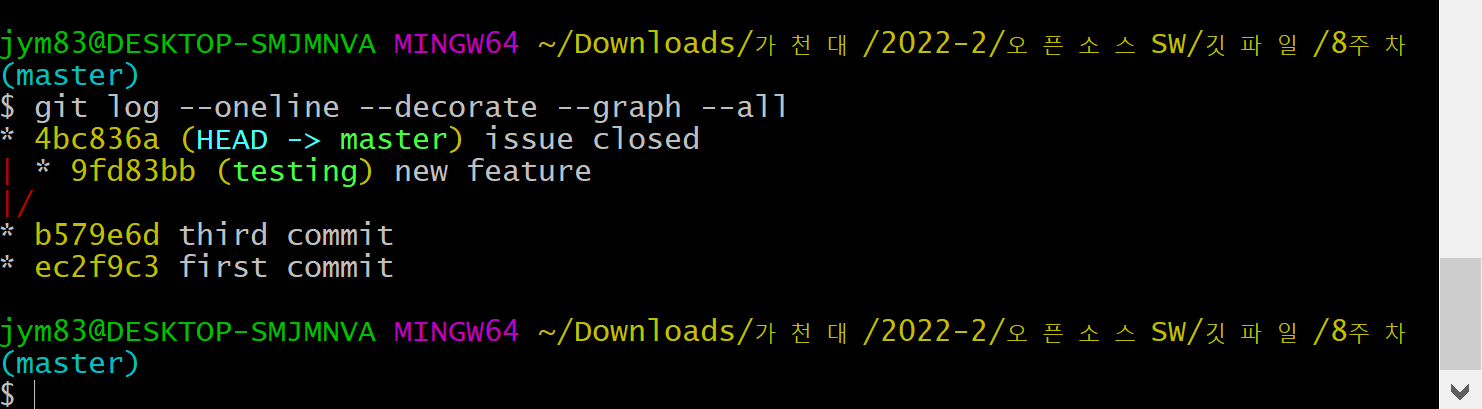 jym83@DESKTOP-SMJMNVA MINGW64 ~/Downloads/가천대/2022-2/오픈소스SW/깃파일/8주차
(master)
$ git log --oneline --decorate --graph --all
* 4bc836a (HEAD -> master) issue closed
| * 9fd83bb (testing) new feature
|/
* b579e6d third commit
* ec2f9c3 first commit
jym83@DESKTOP-SMJMNVA MINGW64 ~/Downloads/가천대/2022-2/오픈소스SW/깃파일/8주차
(master)
$